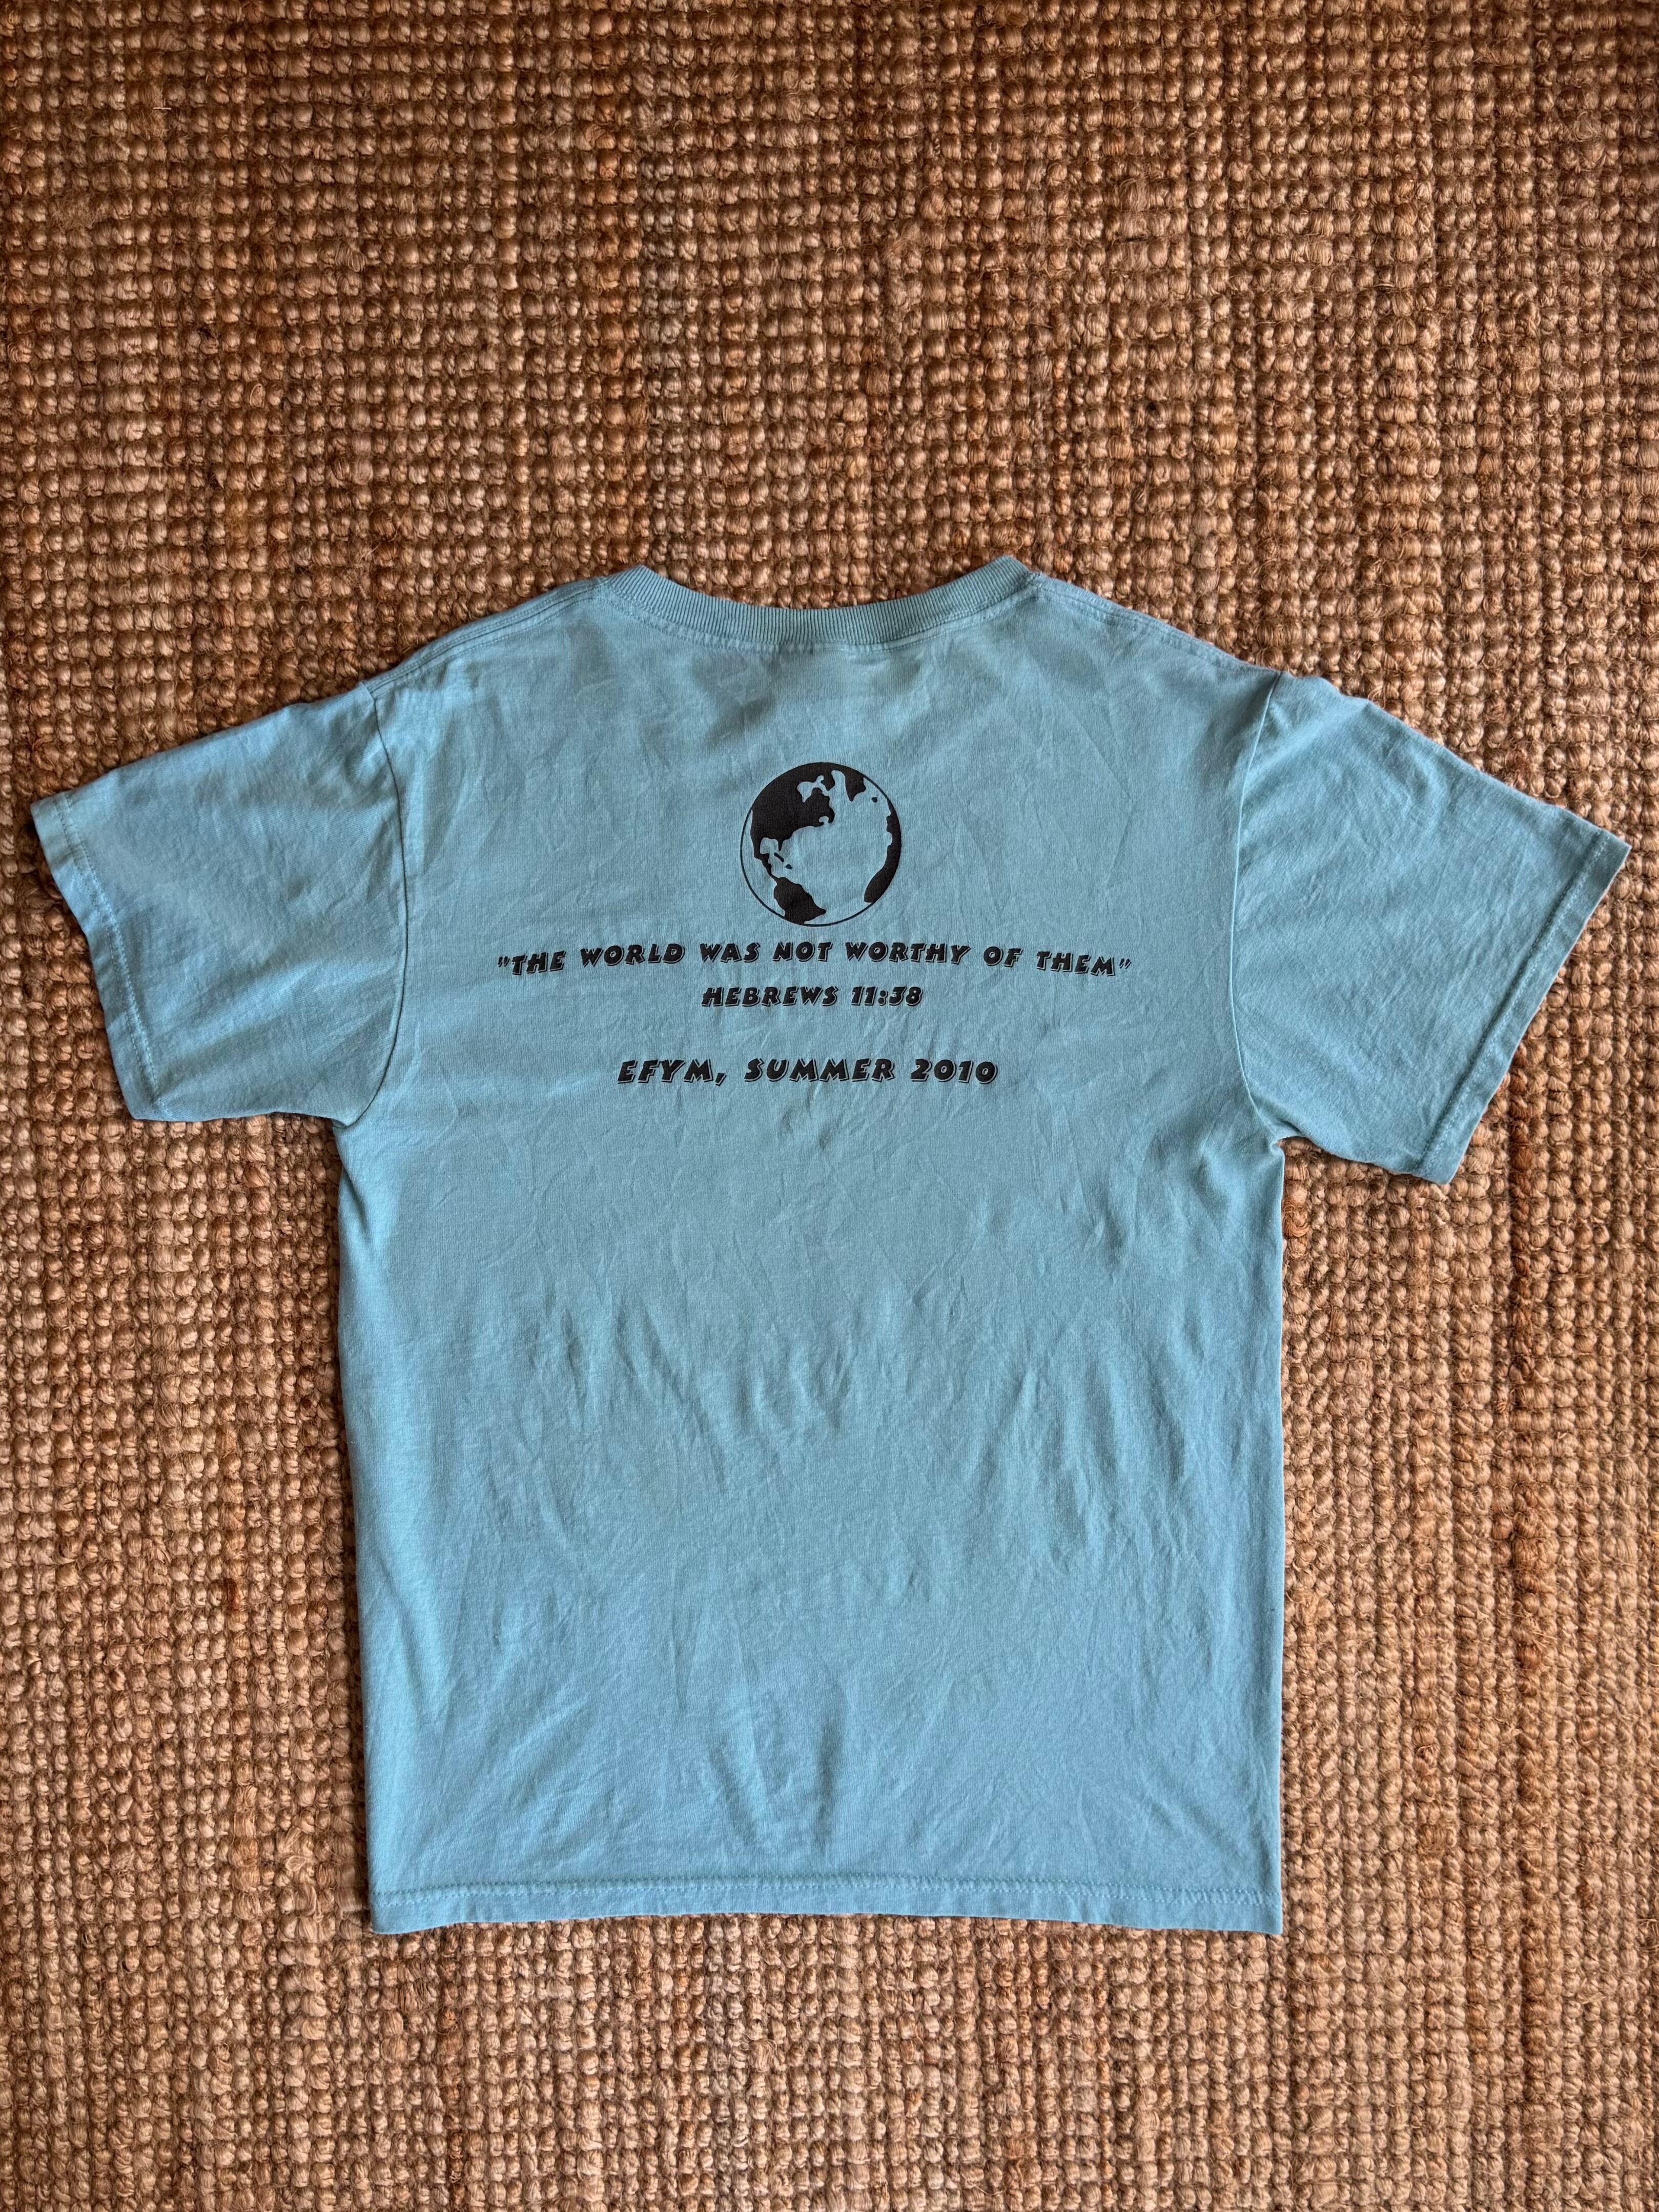 "THE WORLD WAS NOT WORTHY OF THEM"
HEBREWS 11:38
EFYM, SUMMER 2010